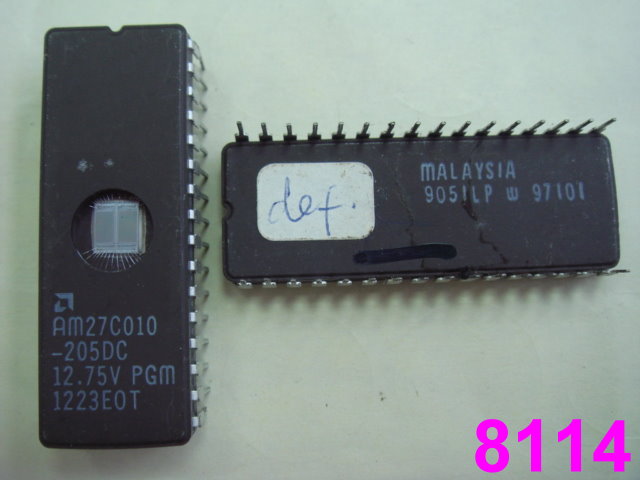 AM27C010
-205DC
12.75V PGM
1223EOT
def.
MALAYSIA
9051LP W 97101
8114